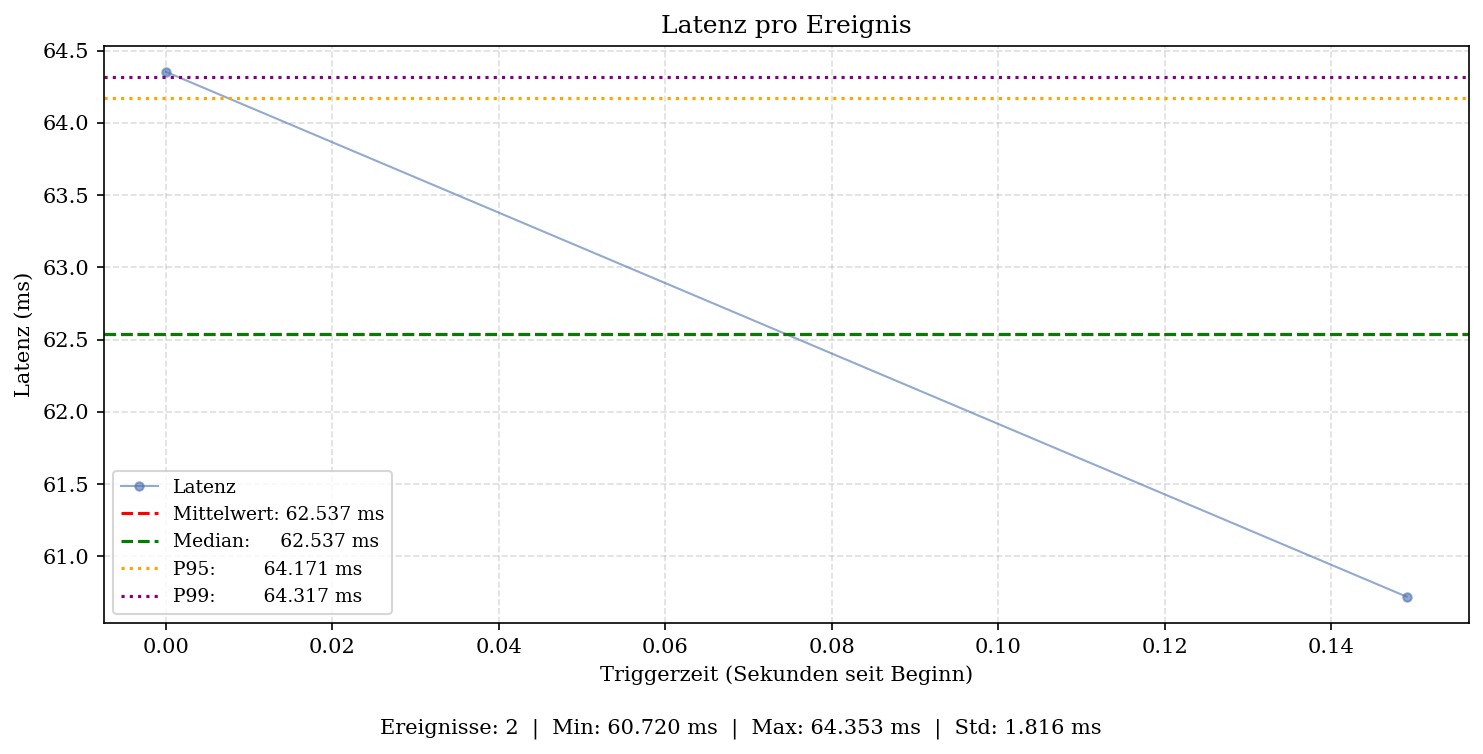 Latenz pro Ereignis
64.5
64.0
63.5
63.0
62.5
62.0
61.5
61.0
Latenz (ms)
Latenz
Mittelwert: 62.537 ms
Median: 62.537 ms
P95: 64.171 ms
P99: 64.317 ms
0.00 0.02 0.04 0.06 0.08 0.10 0.12 0.14
Triggerzeit (Sekunden seit Beginn)
Ereignisse: 2 | Min: 60.720 ms | Max: 64.353 ms | Std: 1.816 ms